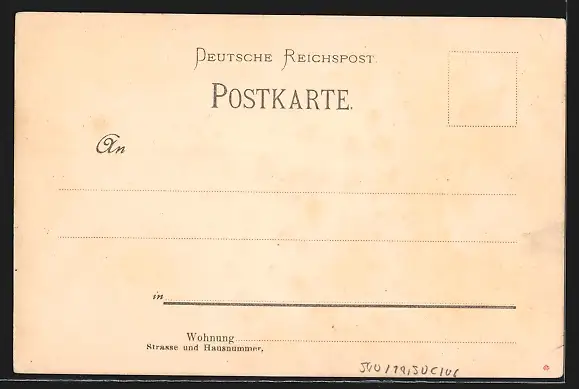 DEUTSCHE REICHSPOST.
POSTKARTE.
An
in
Wohnung
Strasse und Hausnummer.